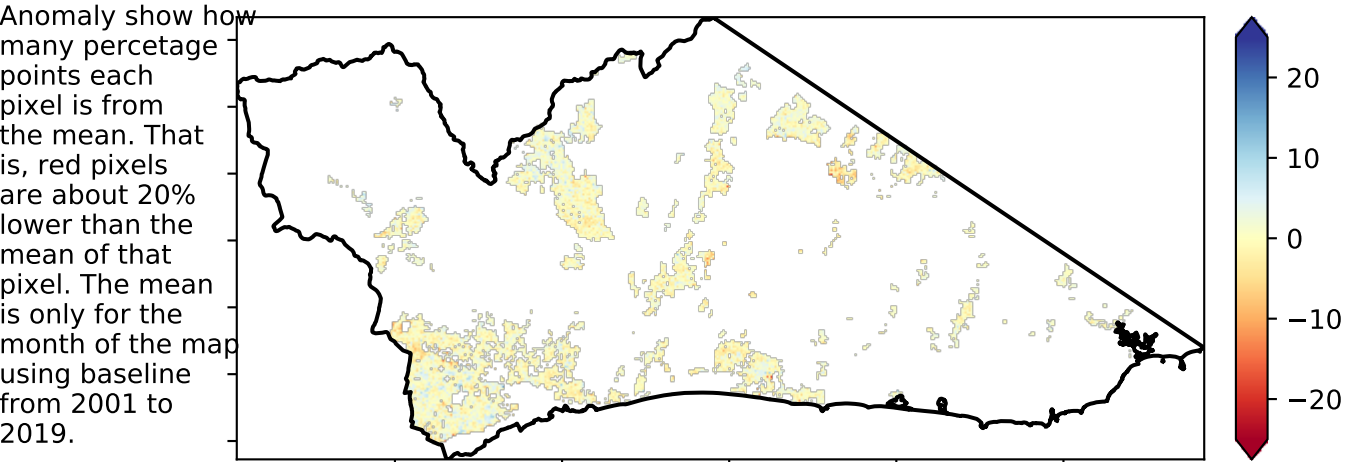 Anomaly show how
many percetage
points each
pixel is from
the mean. That
is, red pixels
are about 20%
lower than the
mean of that
pixel. The mean
is only for the
month of the map
using baseline
from 2001 to
2019.
20
10
0
−10
−20